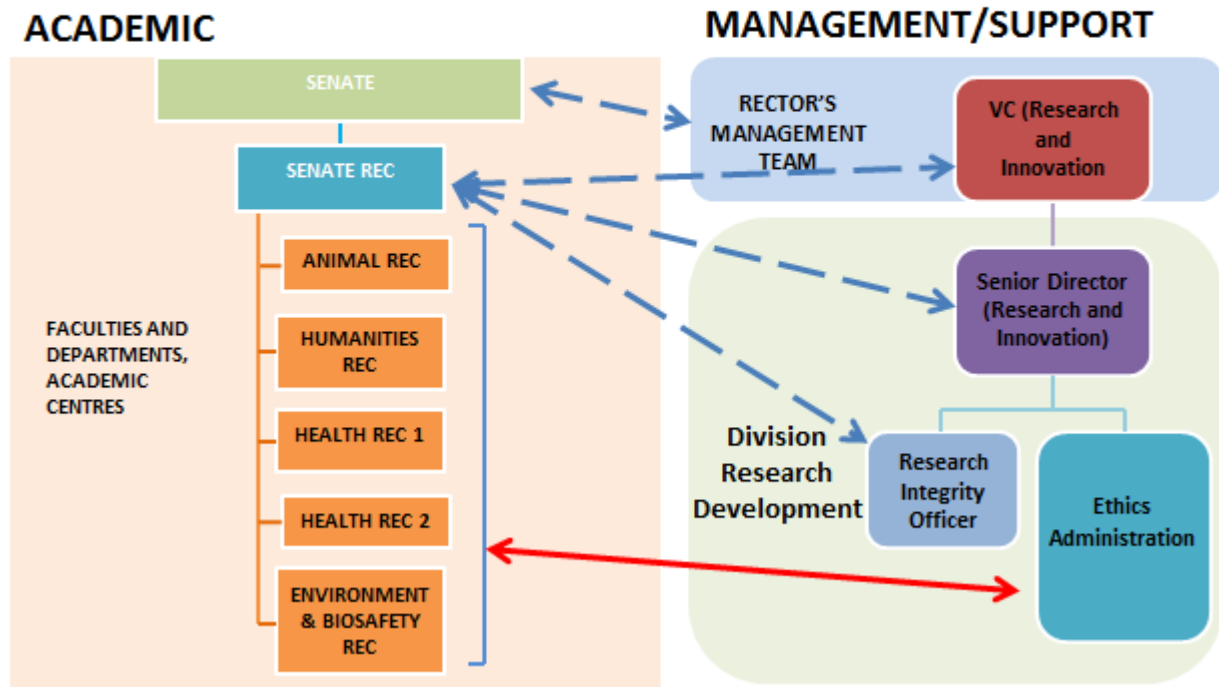 ACADEMIC
MANAGEMENT/SUPPORT
SENATE
SENATE REC
ANIMAL REC
HUMANITIES
REC
HEALTH REC 1
HEALTH REC 2
ENVIRONMENT
& BIOSAFETY
REC
FACULTIES AND
DEPARTMENTS,
ACADEMIC
CENTRES
RECTOR'S
MANAGEMENT
TEAM
VC (Research
and
Innovation
Senior Director
(Research and
Innovation)
Division
Research
Development
Research
Integrity
Officer
Ethics
Administration